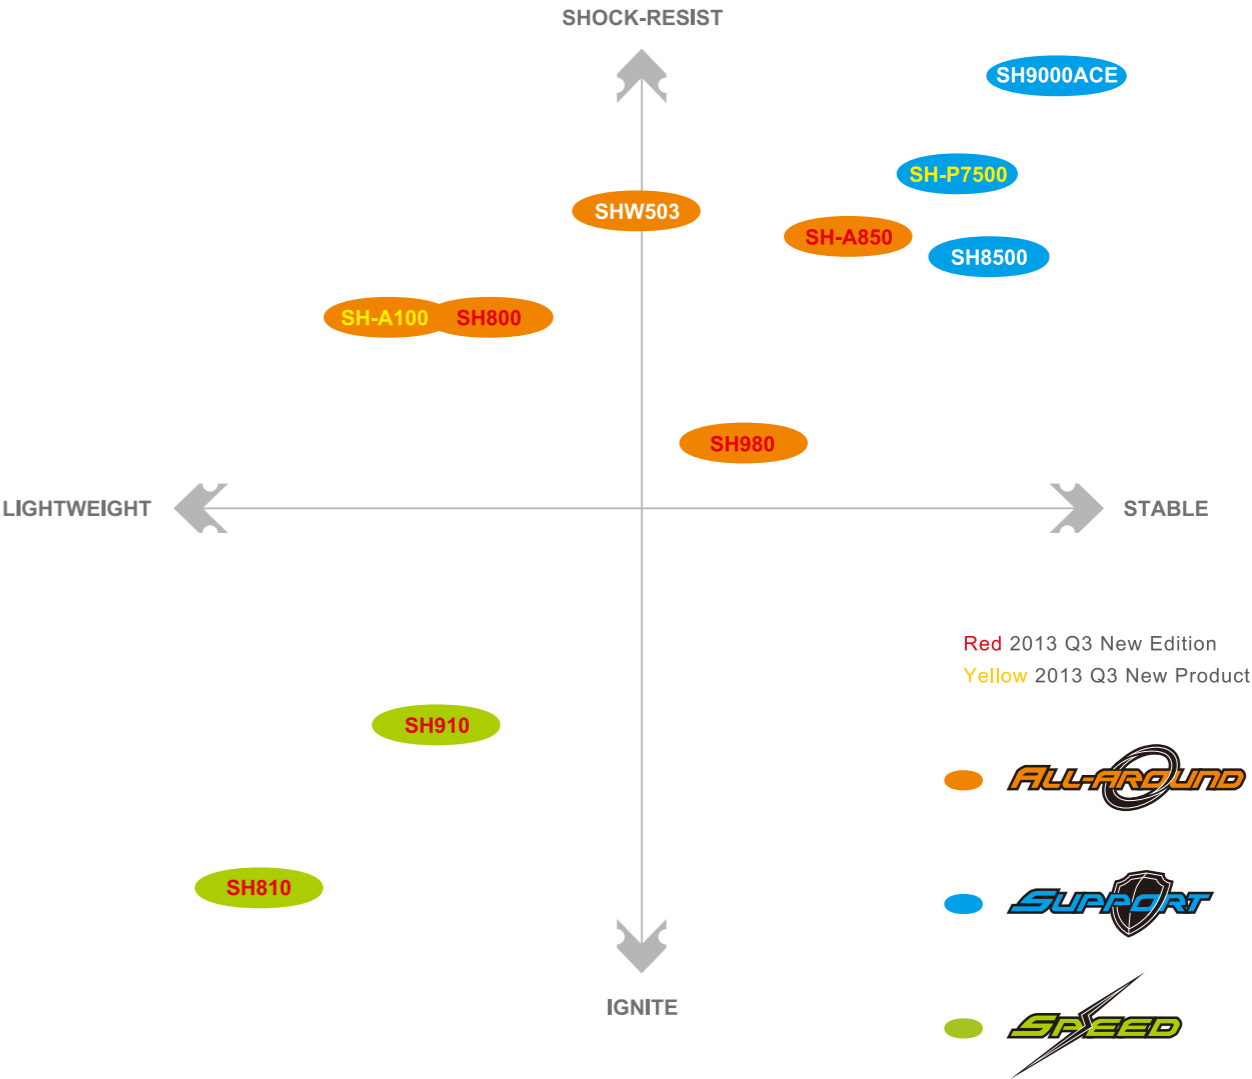 SHOCK-RESIST
SH9000ACE
SH-P7500
SHW503
SH-A850
SH8500
SH-A100
SH800
SH980
LIGHTWEIGHT
STABLE
Red 2013 Q3 New Edition
Yellow 2013 Q3 New Product
SH910
ALL-AROUND
SH810
SUPPORT
IGNITE
SPEED